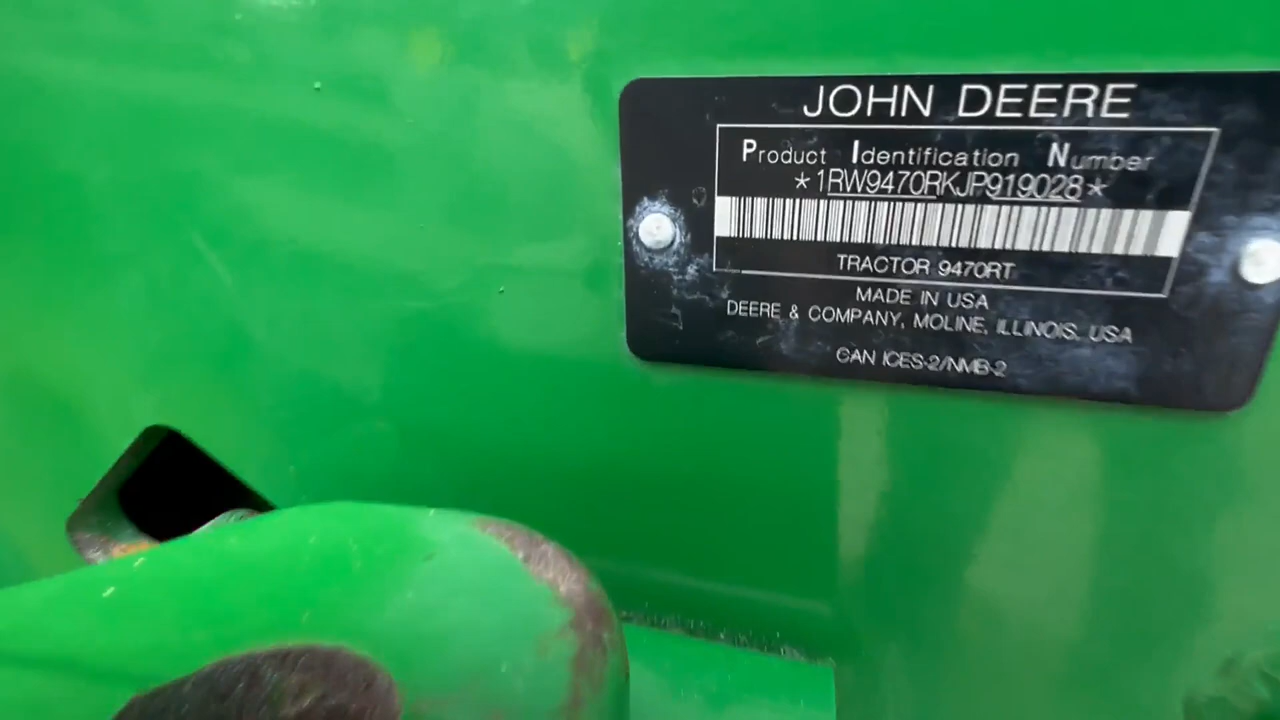 JOHN DEERE
Product Identification Number
*1RW9470RKJP919028*
TRACTOR 9470RT
MADE IN USA
DEERE & COMPANY, MOLINE, ILLINOIS, USA
CAN ICES-2/NMB-2